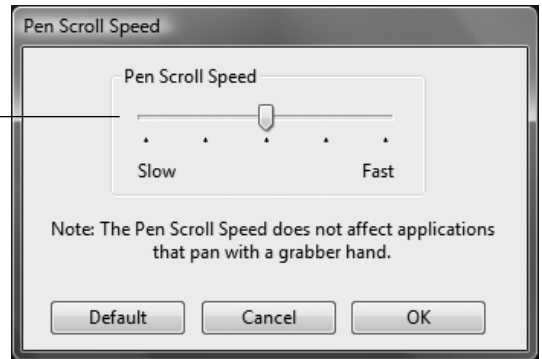 Pen Scroll Speed
Pen Scroll Speed
Slow Fast
Note: The Pen Scroll Speed does not affect applications
that pan with a grabber hand.
Default Cancel OK